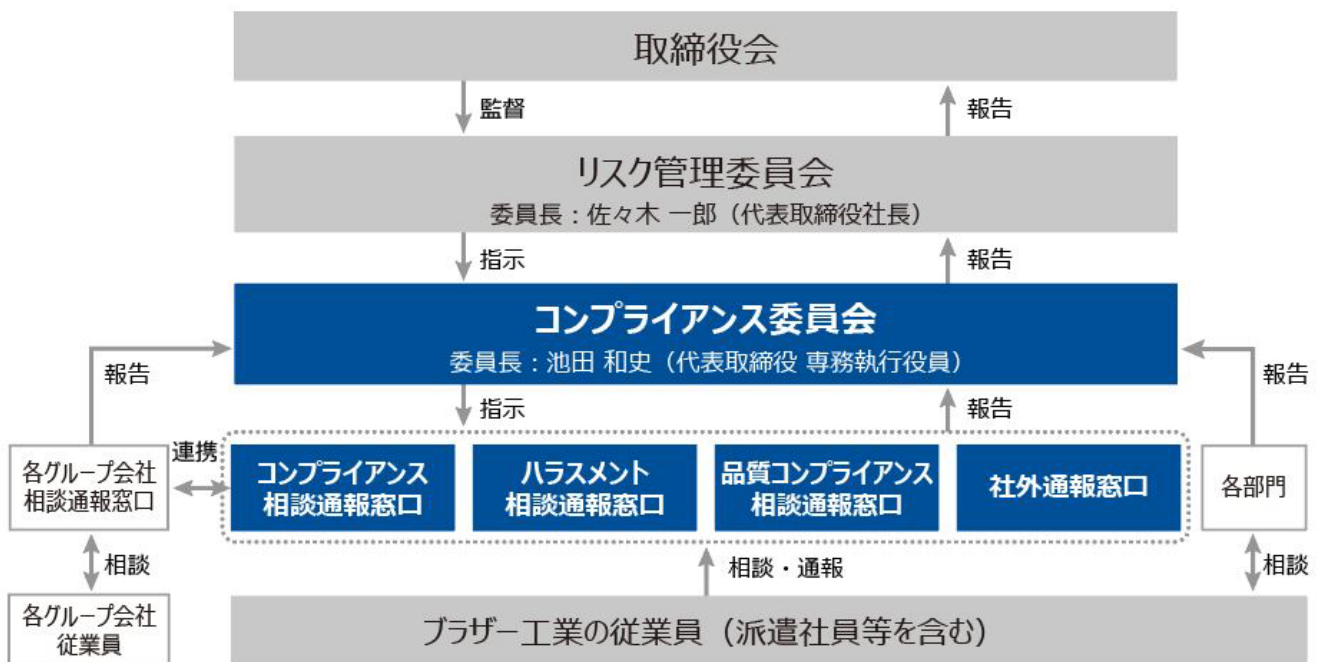 取締役会
監督
報告
リスク管理委員会
委員長：佐々木 一郎（代表取締役社長）
指示
報告
コンプライアンス委員会
委員長：池田 和史（代表取締役 専務執行役員）
報告
報告
指示
報告
連携
各グループ会社
相談通報窓口
コンプライアンス
相談通報窓口
ハラスメント
相談通報窓口
品質コンプライアンス
相談通報窓口
社外通報窓口
各部門
相談
相談・通報
相談
各グループ会社
従業員
ブラザー工業の従業員（派遣社員等を含む）